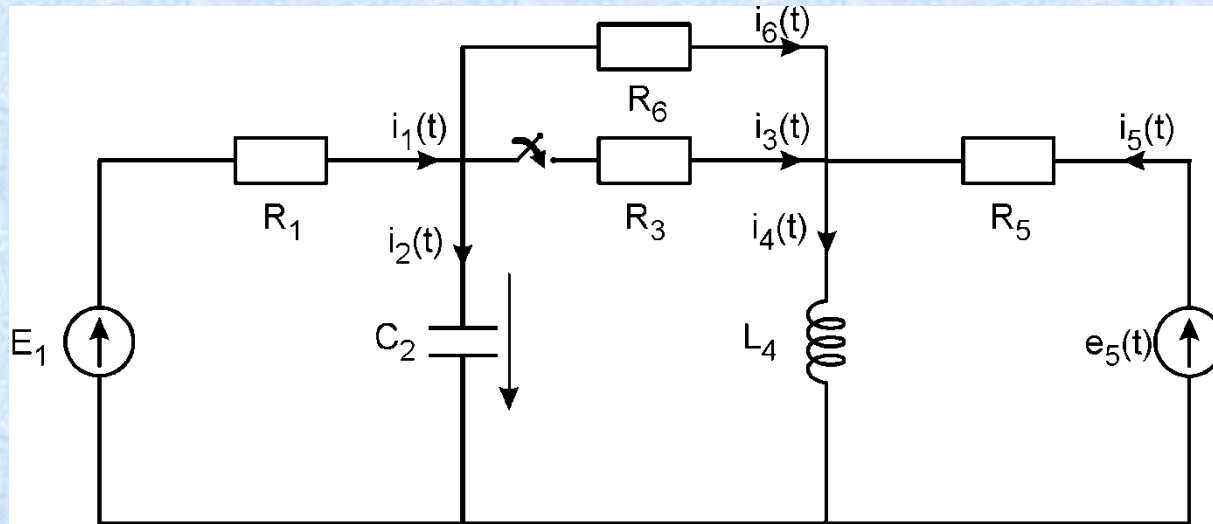 i₆(t)
R₆
i₁(t)
i₃(t)
i₅(t)
R₁
R₃
R₅
i₂(t)
i₄(t)
E₁
C₂
L₄
e₅(t)